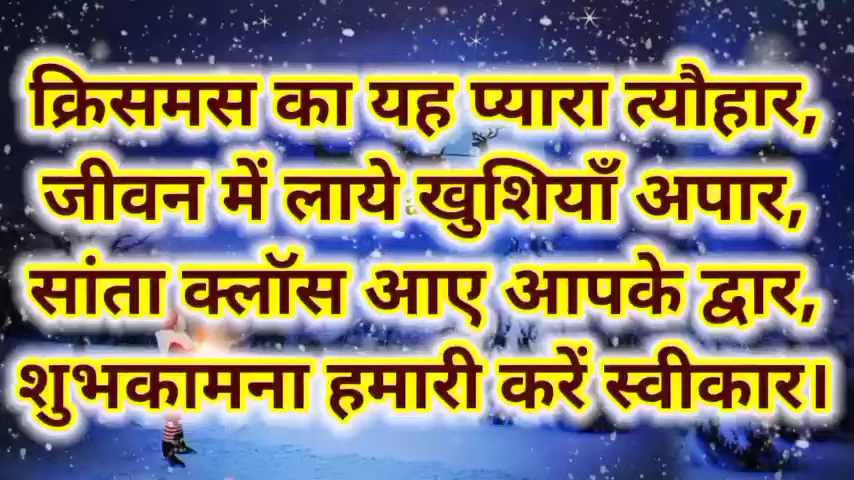 क्रिसमस का यह प्यारा त्यौहार,
जीवन में लाये खुशियाँ अपार,
सांता क्लॉस आए आपके द्वार,
शुभकामना हमारी करें स्वीकार।